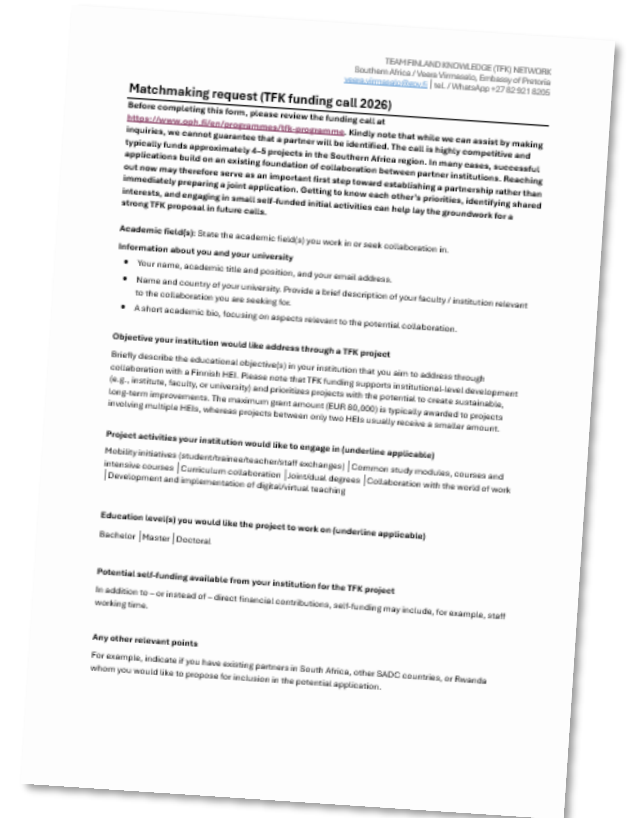 TEAM FINLAND KNOWLEDGE (TFK) NETWORK
Southern Africa / Veera Virmasalo, Embassy of Pretoria
tel. / WhatsApp +27 82 921 8205
Matchmaking request (TFK funding call 2026)
Before completing this form, please review the funding call at
https://www.oph.fi/en/programmes/tfk-programme. Kindly note that while we can assist by making
inquiries, we cannot guarantee that a partner will be identified. The call is highly competitive and
typically funds approximately 4–5 projects in the Southern Africa region. In many cases, successful
applications build on an existing foundation of collaboration between partner institutions. Reaching
out now may therefore serve as an important first step toward establishing a partnership rather than
immediately preparing a joint application. Getting to know each other's priorities, identifying shared
interests, and engaging in small self-funded initial activities can help lay the groundwork for a
strong TFK proposal in future calls.
Academic field(s): State the academic field(s) you work in or seek collaboration in.
Information about you and your university
• Your name, academic title and position, and your email address.
• Name and country of your university. Provide a brief description of your faculty / institution relevant
to the collaboration you are seeking for.
• A short academic bio, focusing on aspects relevant to the potential collaboration.
Objective your institution would like address through a TFK project
Briefly describe the educational objective(s) in your institution that you aim to address through
collaboration with a Finnish HEI. Please note that TFK funding supports institutional-level development
(e.g., institute, faculty, or university) and prioritizes projects with the potential to create sustainable,
long-term improvements. The maximum grant amount (EUR 80,000) is typically awarded to projects
involving multiple HEIs, whereas projects between only two HEIs usually receive a smaller amount.
Project activities your institution would like to engage in (underline applicable)
Mobility initiatives (student/trainee/teacher/staff exchanges) | Common study modules, courses and
intensive courses | Curriculum collaboration | Joint/dual degrees | Collaboration with the world of work
| Development and implementation of digital/virtual teaching
Education level(s) you would like the project to work on (underline applicable)
Bachelor | Master | Doctoral
Potential self-funding available from your institution for the TFK project
In addition to – or instead of – direct financial contributions, self-funding may include, for example, staff
working time.
Any other relevant points
For example, indicate if you have existing partners in South Africa, other SADC countries, or Rwanda
whom you would like to propose for inclusion in the potential application.